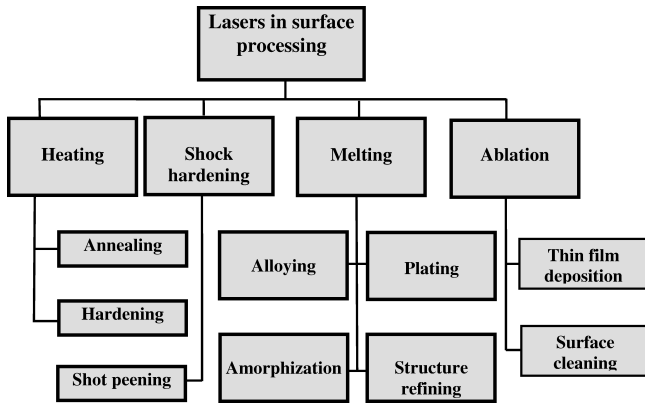 Lasers in surface
processing
Heating
Shock
hardening
Melting
Ablation
Annealing
Hardening
Shot peening
Alloying
Plating
Amorphization
Structure
refining
Thin film
deposition
Surface
cleaning